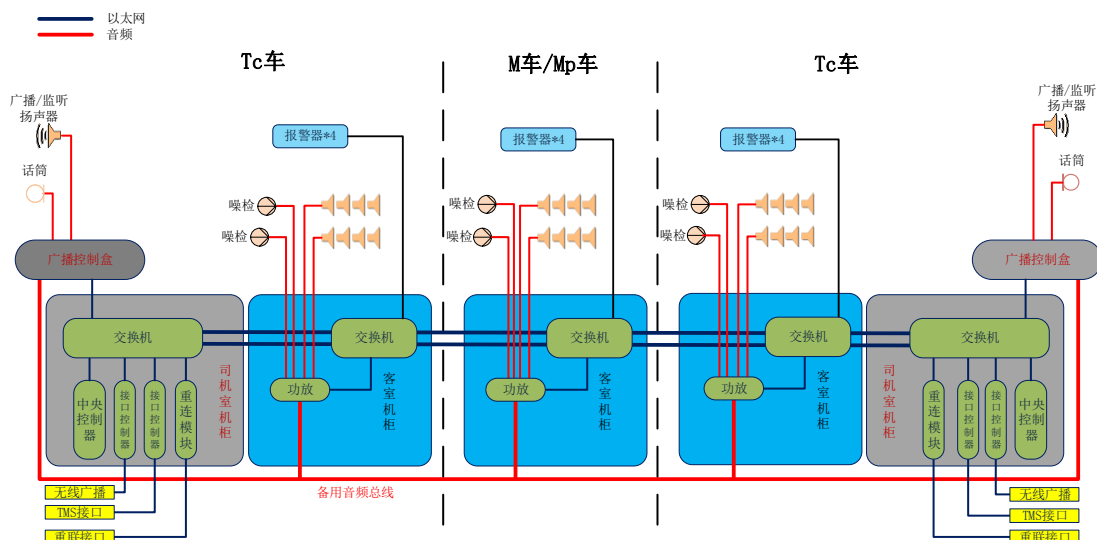 以太网
音频
Tc车
M车/Mp车
Tc车
广播/监听
扬声器
话筒
报警器*4
报警器*4
报警器*4
广播/监听
扬声器
话筒
噪检
噪检
噪检
噪检
噪检
噪检
广播控制盒
广播控制盒
交换机
交换机
交换机
交换机
交换机
功放
功放
功放
中央控制器
接口控制器
接口控制器
重连模块
司机室机柜
客室机柜
客室机柜
客室机柜
司机室机柜
重连模块
接口控制器
接口控制器
中央控制器
备用音频总线
无线广播
TMS接口
重联接口
无线广播
TMS接口
重联接口